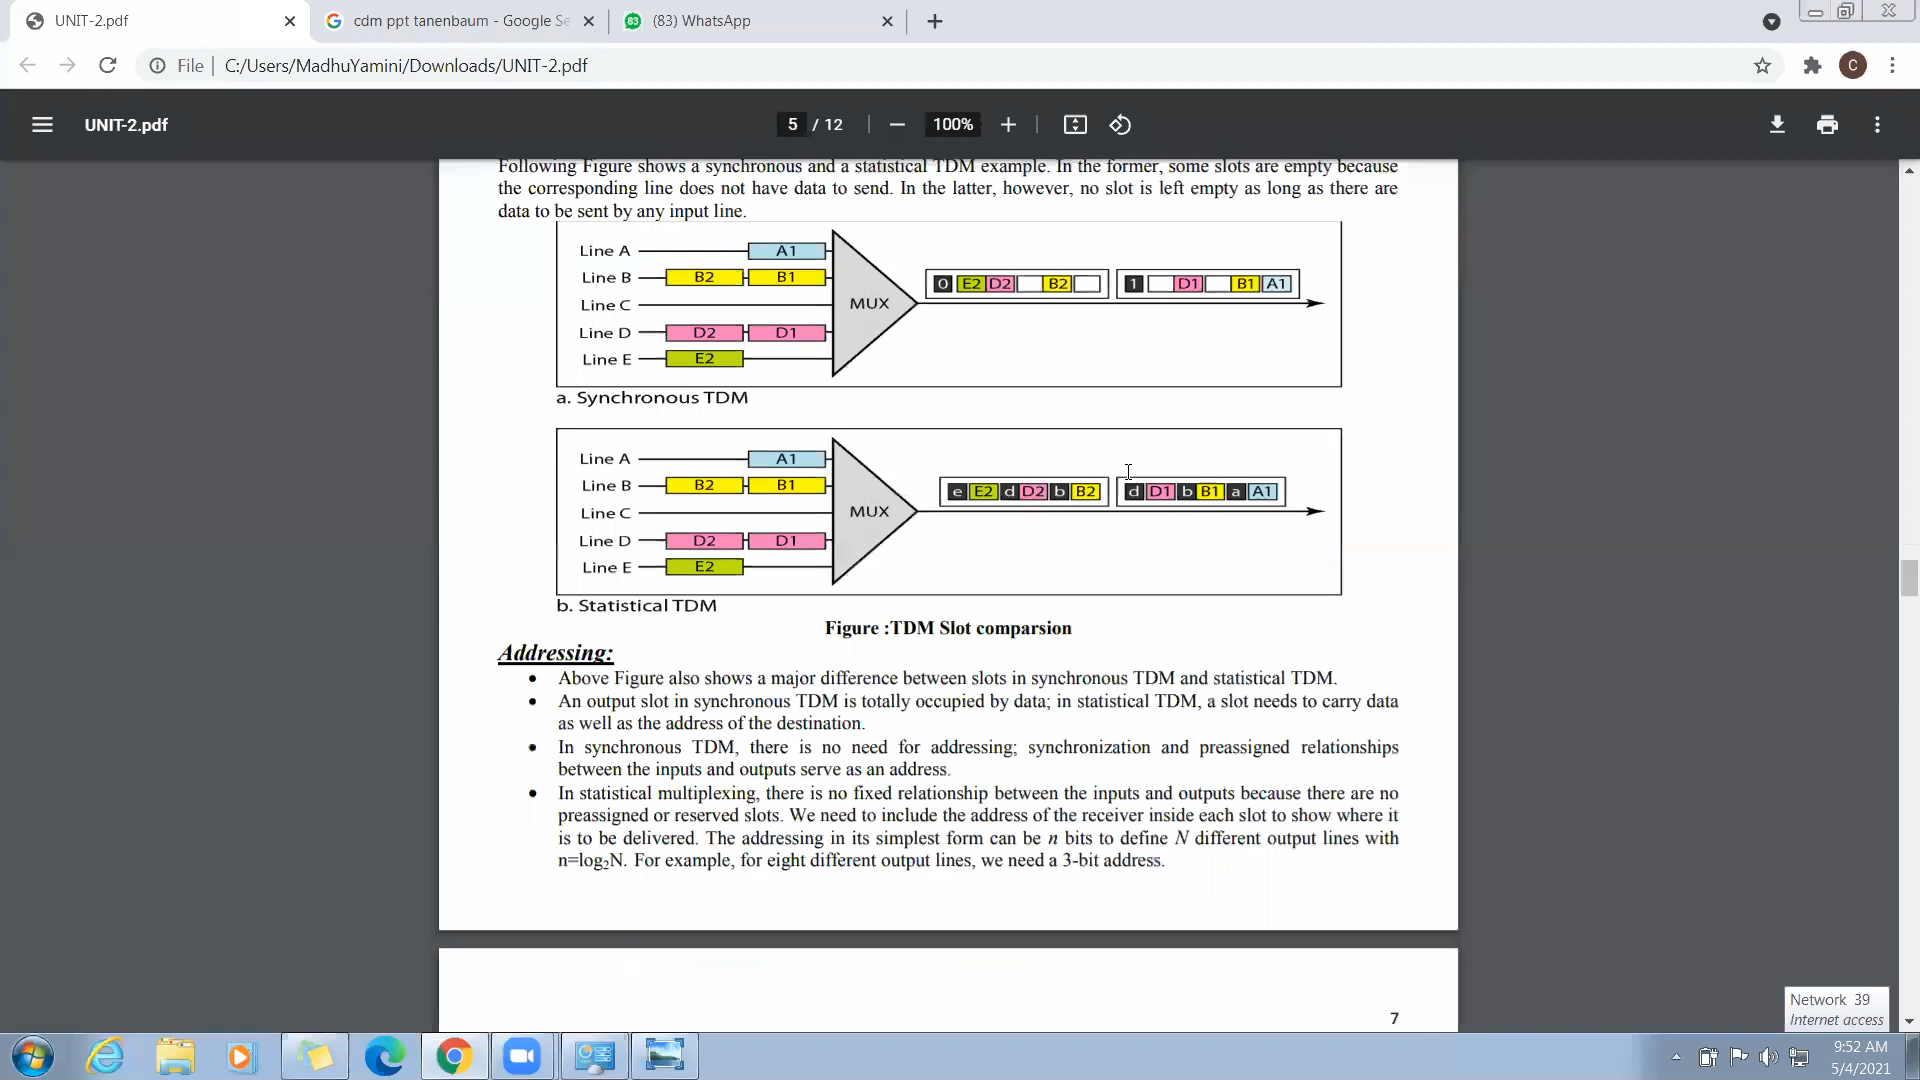 UNIT-2.pdf
cdm ppt tanenbaum - Google Se
83
(83) WhatsApp
File
C:/Users/MadhuYamini/Downloads/UNIT-2.pdf
C
UNIT-2.pdf
5 / 12
100%
Following Figure shows a synchronous and a statistical TDM example. In the former, some slots are empty because
the corresponding line does not have data to send. In the latter, however, no slot is left empty as long as there are
data to be sent by any input line.
Line A A1
Line B B2 B1
Line C
Line D D2 D1
Line E E2
MUX
0 E2 D2 B2
1 D1 B1 A1
a. Synchronous TDM
Line A A1
Line B B2 B1
Line C
Line D D2 D1
Line E E2
MUX
e E2 d D2 b B2
d D1 b B1 a A1
b. Statistical TDM
Figure :TDM Slot comparsion
Addressing:
• Above Figure also shows a major difference between slots in synchronous TDM and statistical TDM.
• An output slot in synchronous TDM is totally occupied by data; in statistical TDM, a slot needs to carry data
as well as the address of the destination.
• In synchronous TDM, there is no need for addressing; synchronization and preassigned relationships
between the inputs and outputs serve as an address.
• In statistical multiplexing, there is no fixed relationship between the inputs and outputs because there are no
preassigned or reserved slots. We need to include the address of the receiver inside each slot to show where it
is to be delivered. The addressing in its simplest form can be n bits to define N different output lines with
n=log₂N. For example, for eight different output lines, we need a 3-bit address.
7
Network 39
Internet access
9:52 AM
5/4/2021